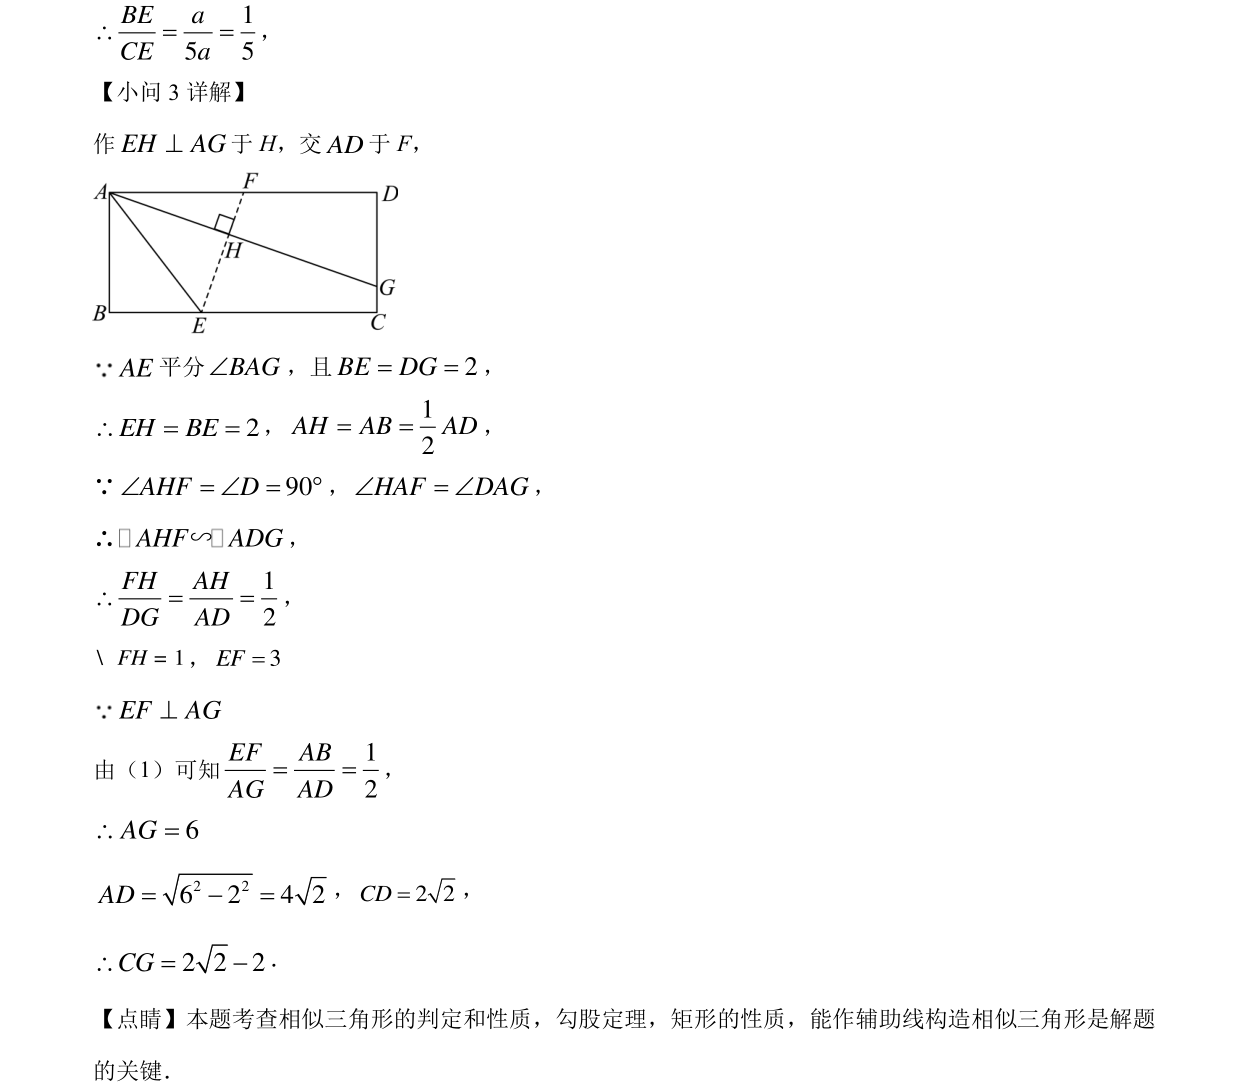 ∴BE/CE = a/5a = 1/5，
【小问 3 详解】
作 EH ⊥ AG 于 H，交 AD 于 F，
F
A
D
H
G
B
E
C
∵ AE 平分 ∠BAG ，且 BE = DG = 2 ，
∴ EH = BE = 2 ， AH = AB = 1/2 AD ，
∵ ∠AHF = ∠D = 90° ， ∠HAF = ∠DAG ，
∴ □ AHF∽□ ADG ，
∴ FH/DG = AH/AD = 1/2 ，
\ FH = 1 ， EF = 3
∵ EF ⊥ AG
由（1）可知 EF/AG = AB/AD = 1/2 ，
∴ AG = 6
AD = √(6² − 2²) = 4√2 ， CD = 2√2 ，
∴ CG = 2√2 − 2 ．
【点睛】本题考查相似三角形的判定和性质，勾股定理，矩形的性质，能作辅助线构造相似三角形是解题
的关键．